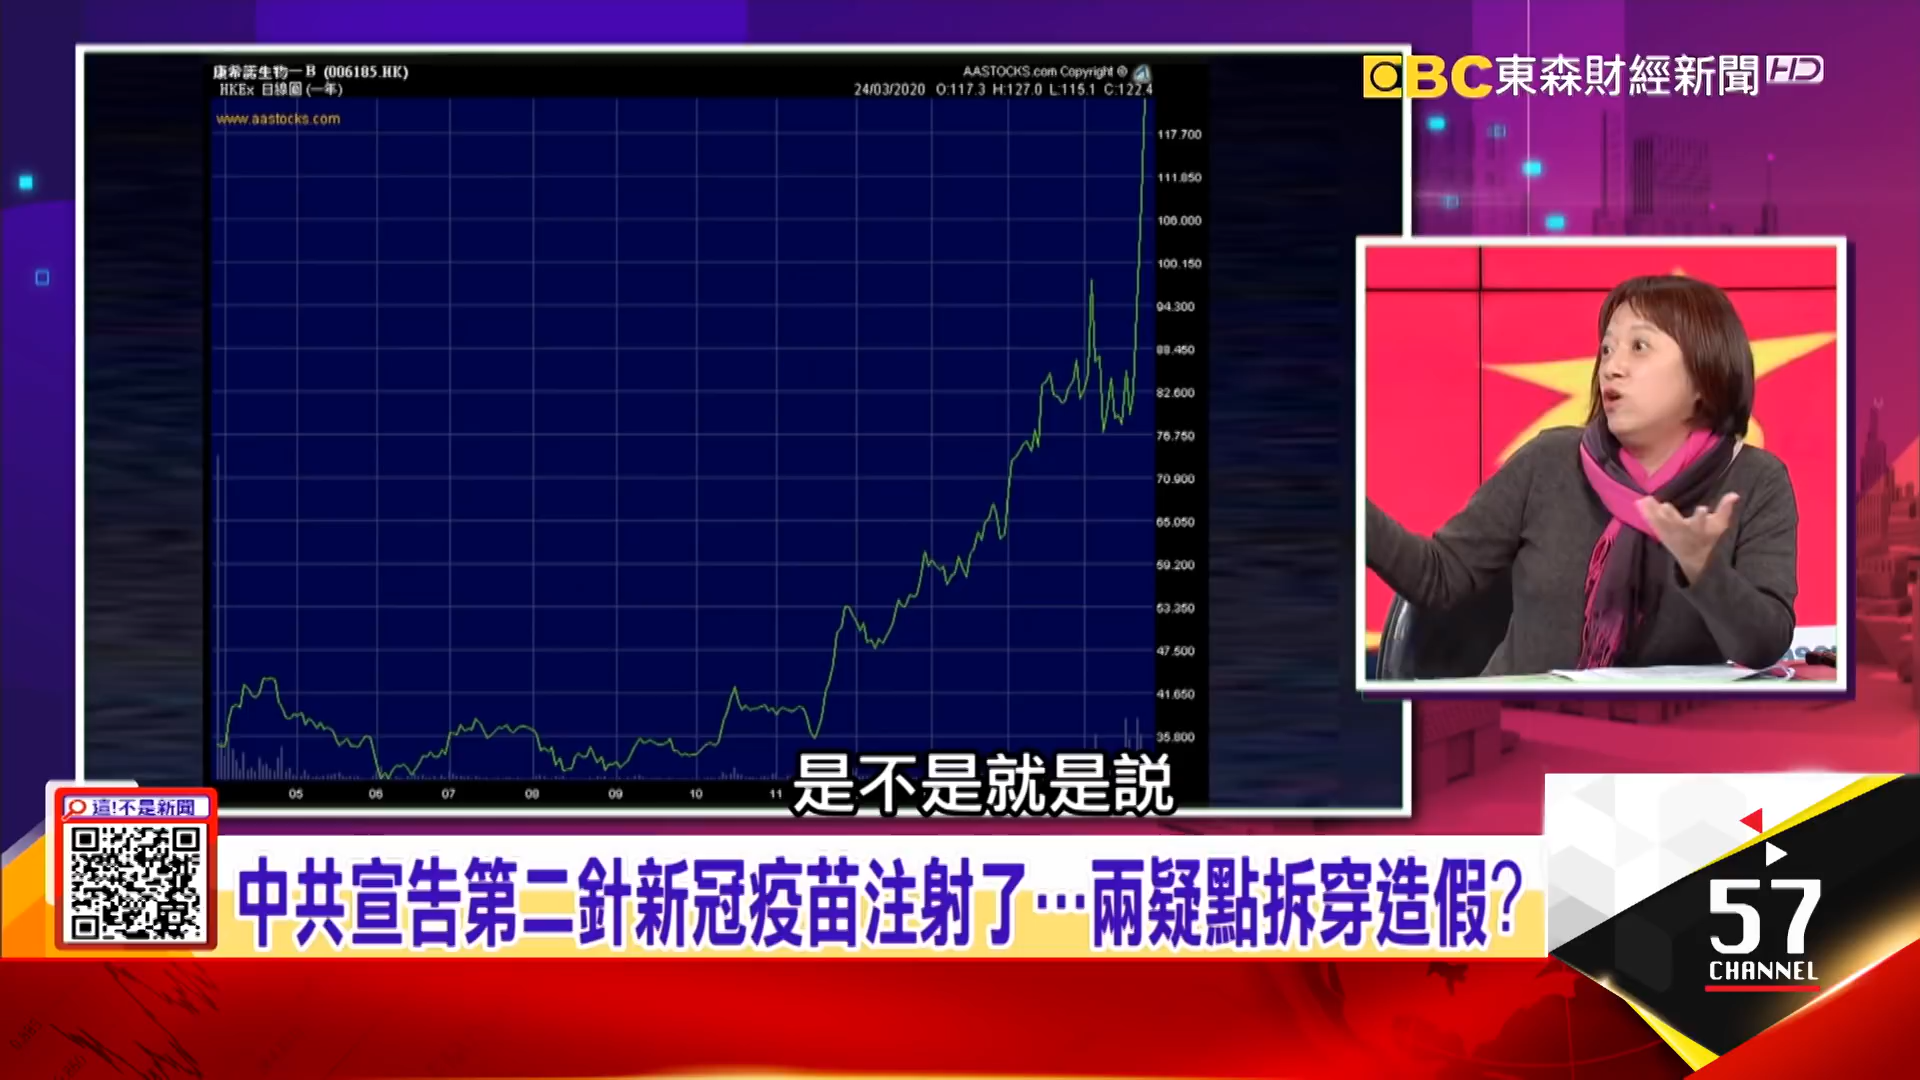 康希諾生物－B (006185.HK)
HKEx 日線圖 (一年)
www.aastocks.com
AASTOCKS.com Copyright ©
24/03/2020 O:117.3 H:127.0 L:115.1 C:122.4
EBC東森財經新聞HD
117.700
111.850
106.000
100.150
94.300
88.450
82.600
76.750
70.900
65.050
59.200
53.350
47.500
41.650
35.800
05 06 07 08 09 10 11
是不是就是説
這!不是新聞
中共宣告第二針新冠疫苗注射了…兩疑點拆穿造假?
57
CHANNEL